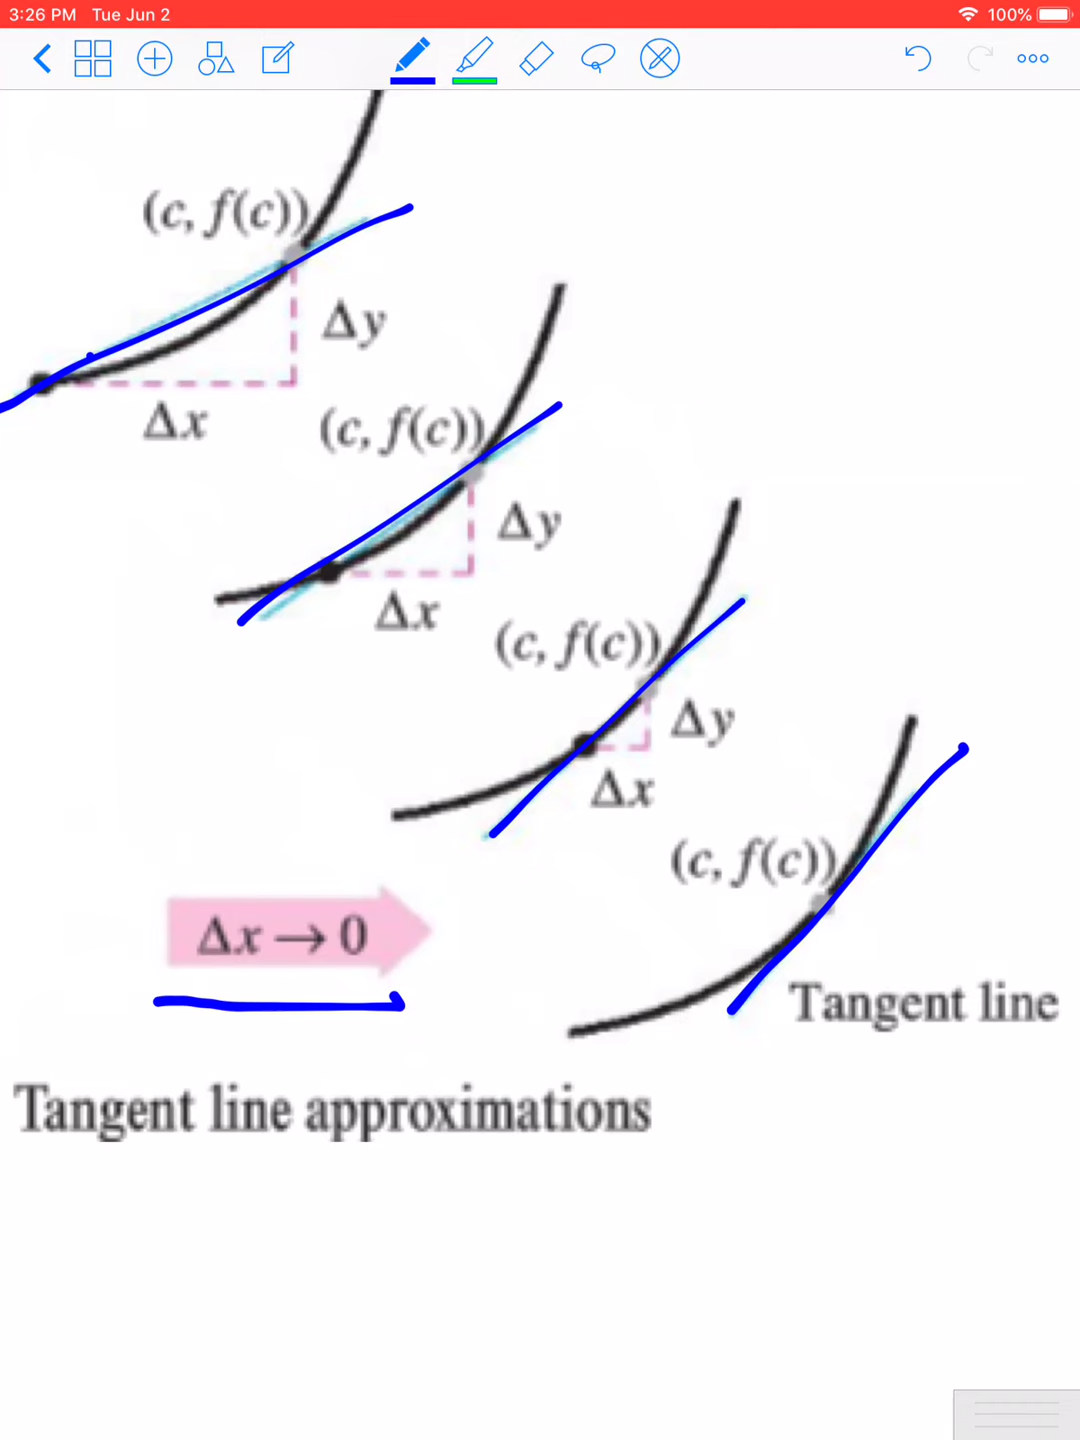 3:26 PM Tue Jun 2
100%
(c, f(c))
Δy
Δx
(c, f(c))
Δy
Δx
(c, f(c))
Δy
Δx
(c, f(c))
Δx → 0
Tangent line
Tangent line approximations